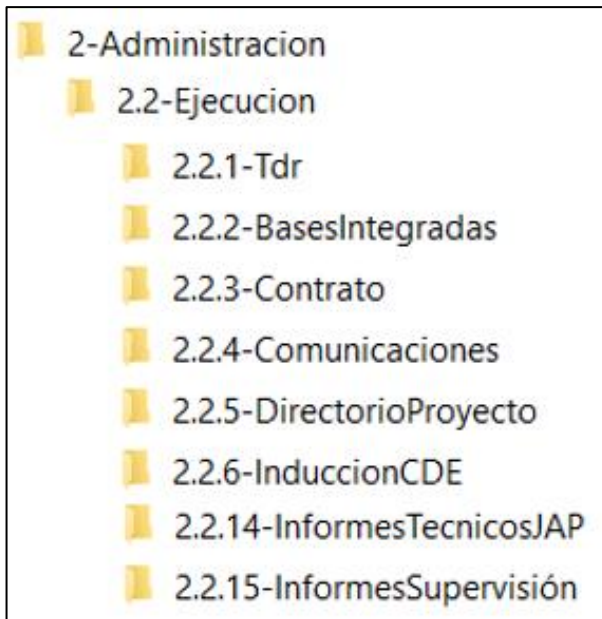 2-Administracion
2.2-Ejecucion
2.2.1-Tdr
2.2.2-BasesIntegradas
2.2.3-Contrato
2.2.4-Comunicaciones
2.2.5-DirectorioProyecto
2.2.6-InduccionCDE
2.2.14-InformesTecnicosJAP
2.2.15-InformesSupervisión